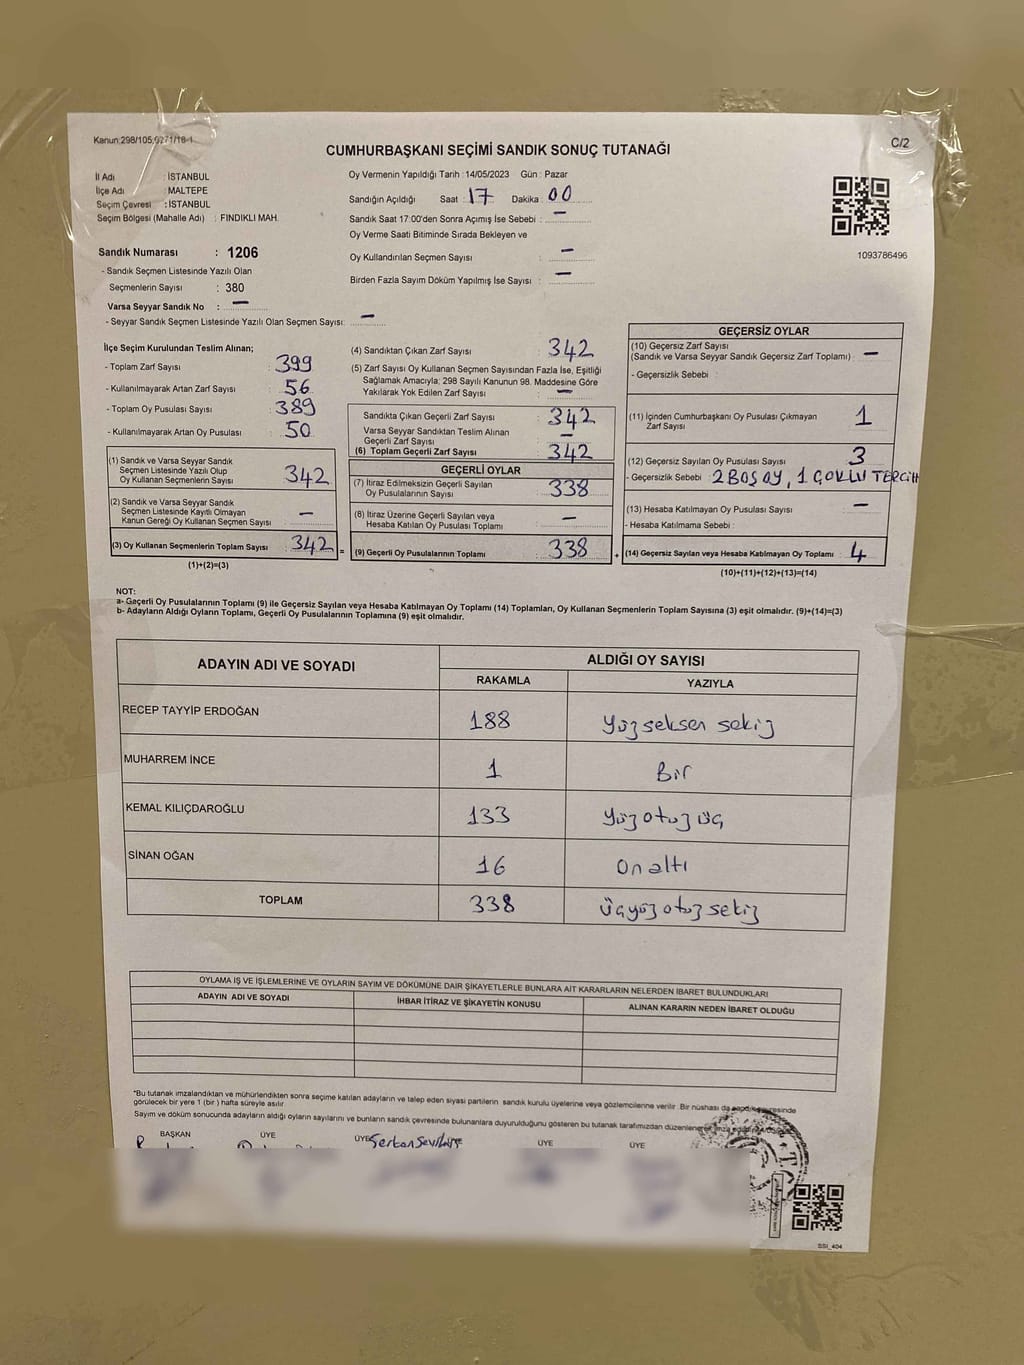 Kanun:298/105,0271/18-1
C/2
CUMHURBAŞKANI SEÇİMİ SANDIK SONUÇ TUTANAĞI
İl Adı : İSTANBUL
İlçe Adı : MALTEPE
Seçim Çevresi : İSTANBUL
Seçim Bölgesi (Mahalle Adı) : FINDIKLI MAH.
Sandık Numarası : 1206
- Sandık Seçmen Listesinde Yazılı Olan
Seçmenlerin Sayısı : 380
Varsa Seyyar Sandık No : —
- Seyyar Sandık Seçmen Listesinde Yazılı Olan Seçmen Sayısı: —
Oy Vermenin Yapıldığı Tarih : 14/05/2023 Gün : Pazar
Sandığın Açıldığı Saat : 17 Dakika : 00
Sandık Saat 17:00'den Sonra Açımış İse Sebebi : —
Oy Verme Saati Bitiminde Sırada Bekleyen ve
Oy Kullandırılan Seçmen Sayısı : —
Birden Fazla Sayım Döküm Yapılmış İse Sayısı : —
1093786496
İlçe Seçim Kurulundan Teslim Alınan;
- Toplam Zarf Sayısı : 399
- Kullanılmayarak Artan Zarf Sayısı : 56
- Toplam Oy Pusulası Sayısı : 389
- Kullanılmayarak Artan Oy Pusulası : 50
(1) Sandık ve Varsa Seyyar Sandık
Seçmen Listesinde Yazılı Olup
Oy Kullanan Seçmenlerin Sayısı : 342
(2) Sandık ve Varsa Seyyar Sandık
Seçmen Listesinde Kayıtlı Olmayan
Kanun Gereği Oy Kullanan Seçmen Sayısı : —
(3) Oy Kullanan Seçmenlerin Toplam Sayısı : 342 =
(1)+(2)=(3)
(4) Sandıktan Çıkan Zarf Sayısı : 342
(5) Zarf Sayısı Oy Kullanan Seçmen Sayısından Fazla İse, Eşitliği
Sağlamak Amacıyla; 298 Sayılı Kanunun 98. Maddesine Göre
Yakılarak Yok Edilen Zarf Sayısı : —
Sandıkta Çıkan Geçerli Zarf Sayısı : 342
Varsa Seyyar Sandıktan Teslim Alınan
Geçerli Zarf Sayısı : —
(6) Toplam Geçerli Zarf Sayısı : 342
GEÇERLİ OYLAR
(7) İtiraz Edilmeksizin Geçerli Sayılan
Oy Pusulalarının Sayısı : 338
(8) İtiraz Üzerine Geçerli Sayılan veya
Hesaba Katılan Oy Pusulası Toplamı : —
(9) Geçerli Oy Pusulalarının Toplamı : 338 +
GEÇERSİZ OYLAR
(10) Geçersiz Zarf Sayısı
(Sandık ve Varsa Seyyar Sandık Geçersiz Zarf Toplamı) : —
- Geçersizlik Sebebi :
(11) İçinden Cumhurbaşkanı Oy Pusulası Çıkmayan
Zarf Sayısı : 1
(12) Geçersiz Sayılan Oy Pusulası Sayısı : 3
- Geçersizlik Sebebi : 2 BOŞ OY, 1 ÇOKLU TERCİH
(13) Hesaba Katılmayan Oy Pusulası Sayısı : —
- Hesaba Katılmama Sebebi :
(14) Geçersiz Sayılan veya Hesaba Katılmayan Oy Toplamı : 4
(10)+(11)+(12)+(13)=(14)
NOT:
a- Geçerli Oy Pusulalarının Toplamı (9) ile Geçersiz Sayılan veya Hesaba Katılmayan Oy Toplamı (14) Toplamları, Oy Kullanan Seçmenlerin Toplam Sayısına (3) eşit olmalıdır. (9)+(14)=(3)
b- Adayların Aldığı Oyların Toplamı, Geçerli Oy Pusulalarının Toplamına (9) eşit olmalıdır.
ADAYIN ADI VE SOYADI
ALDIĞI OY SAYISI
RAKAMLA YAZIYLA
RECEP TAYYİP ERDOĞAN 188 Yüzseksen sekiz
MUHARREM İNCE 1 Bir
KEMAL KILIÇDAROĞLU 133 Yüz otuz üç
SİNAN OĞAN 16 On altı
TOPLAM 338 Üçyüz otuz sekiz
OYLAMA İŞ VE İŞLEMLERİNE VE OYLARIN SAYIM VE DÖKÜMÜNE DAİR ŞİKAYETLERLE BUNLARA AİT KARARLARIN NELERDEN İBARET BULUNDUKLARI
ADAYIN ADI VE SOYADI İHBAR İTİRAZ VE ŞİKAYETİN KONUSU ALINAN KARARIN NEDEN İBARET OLDUĞU
*Bu tutanak imzalandıktan ve mühürlendikten sonra seçime katılan adayların ve talep eden siyasi partilerin sandık kurulu üyelerine veya gözlemcilerine verilir. Bir nüshası da sandık çevresinde
görülecek bir yere 1 (bir) hafta süreyle asılır.
Sayım ve döküm sonucunda adayların aldığı oyların sayılarını ve bunların sandık çevresinde bulunanlara duyurulduğunu gösteren bu tutanak tarafımızdan
BAŞKAN ÜYE ÜYE ÜYE ÜYE
Serkan
SSİ_404